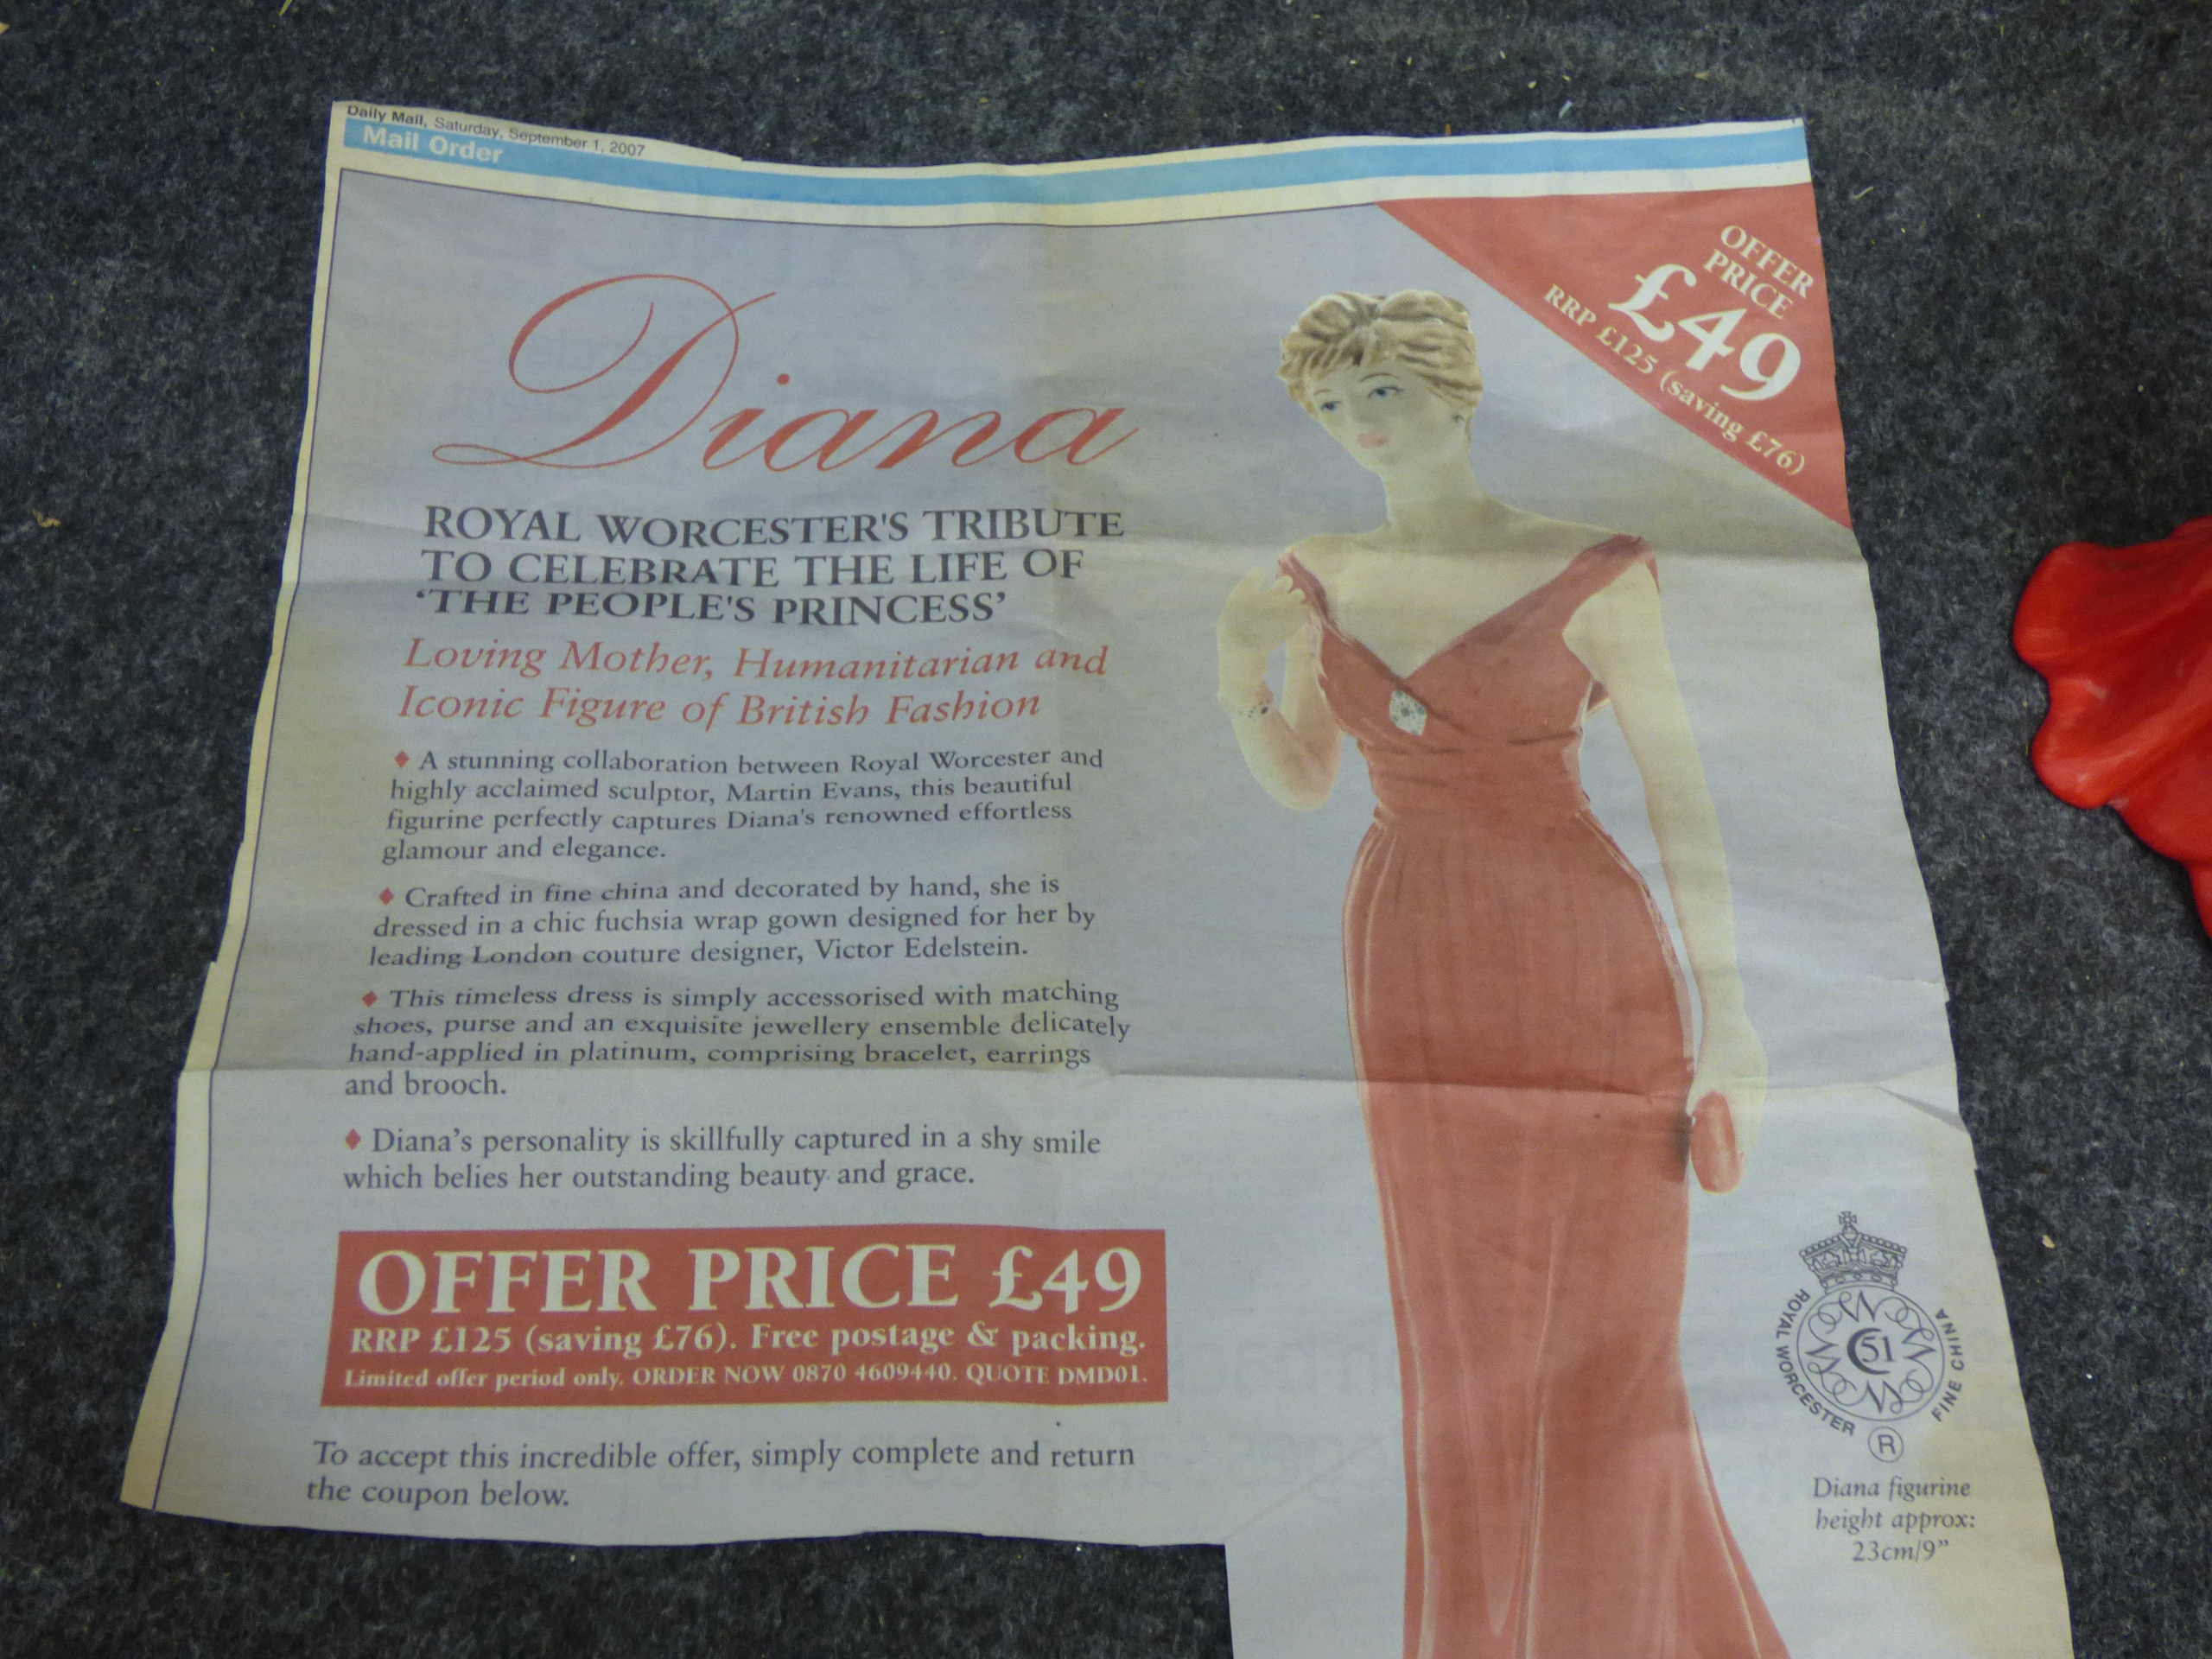 Daily Mail, Saturday, September 1, 2007
Mail Order
OFFER
PRICE
£49
RRP £125 (saving £76)
Diana
ROYAL WORCESTER'S TRIBUTE
TO CELEBRATE THE LIFE OF
‘THE PEOPLE'S PRINCESS’
Loving Mother, Humanitarian and
Iconic Figure of British Fashion
♦ A stunning collaboration between Royal Worcester and
highly acclaimed sculptor, Martin Evans, this beautiful
figurine perfectly captures Diana's renowned effortless
glamour and elegance.
♦ Crafted in fine china and decorated by hand, she is
dressed in a chic fuchsia wrap gown designed for her by
leading London couture designer, Victor Edelstein.
♦ This timeless dress is simply accessorised with matching
shoes, purse and an exquisite jewellery ensemble delicately
hand-applied in platinum, comprising bracelet, earrings
and brooch.
♦ Diana’s personality is skillfully captured in a shy smile
which belies her outstanding beauty and grace.
OFFER PRICE £49
RRP £125 (saving £76). Free postage & packing.
Limited offer period only. ORDER NOW 0870 4609440. QUOTE DMD01.
To accept this incredible offer, simply complete and return
the coupon below.
51
ROYAL WORCESTER FINE CHINA
®
Diana figurine
height approx:
23cm/9”